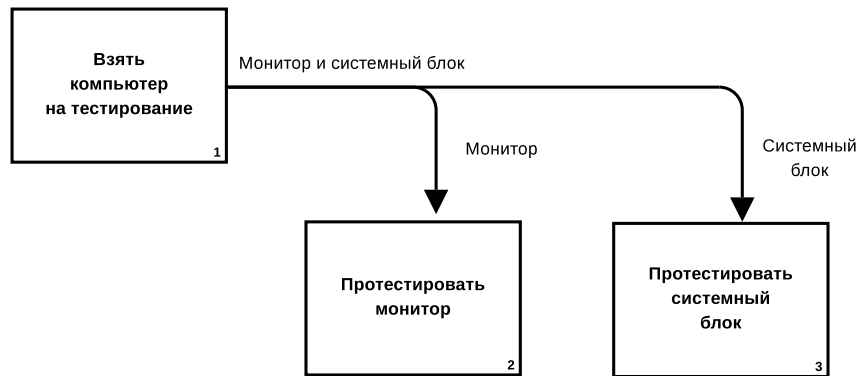 Взять
компьютер
на тестирование
1
Монитор и системный блок
Монитор
Системный
блок
Протестировать
монитор
2
Протестировать
системный
блок
3